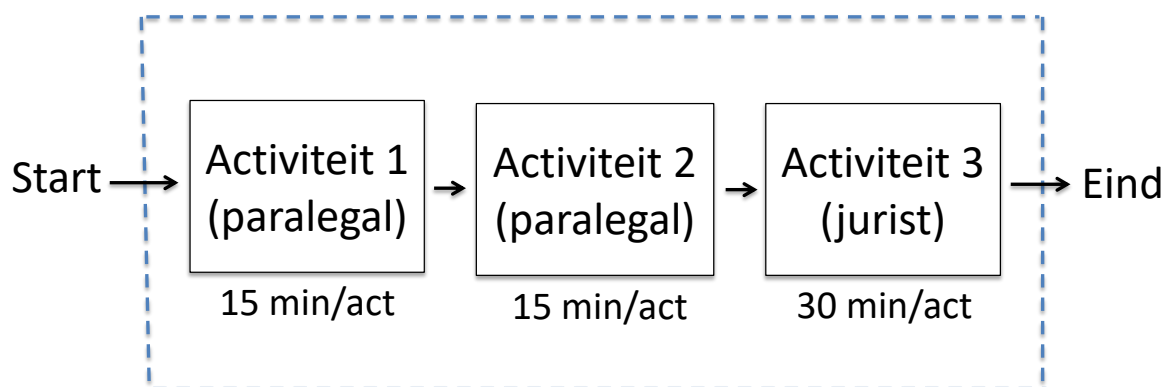 Start
Activiteit 1
(paralegal)
15 min/act
Activiteit 2
(paralegal)
15 min/act
Activiteit 3
(jurist)
30 min/act
Eind